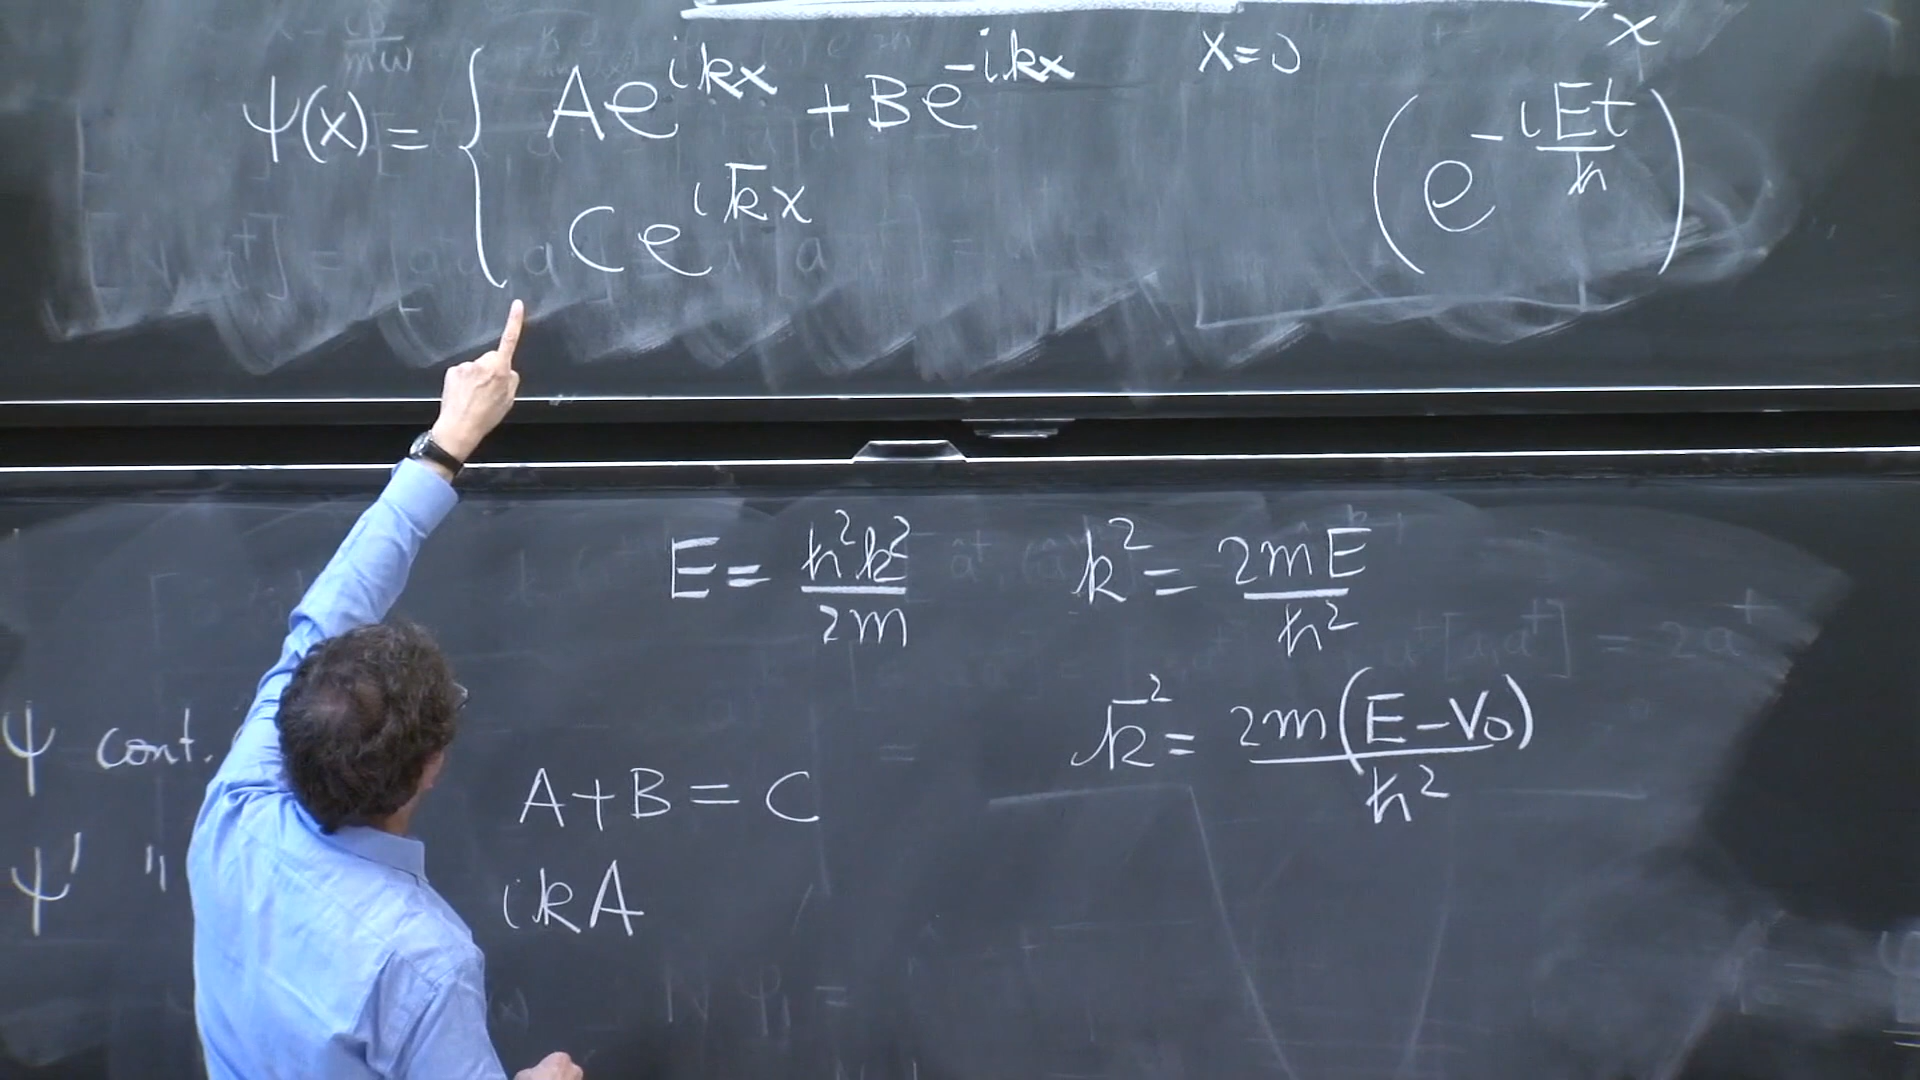 x
x=0
ψ(x) = { Ae^{ikx} + Be^{-ikx}
Ce^{ik̄x}
(e^{-iEt/ħ})
E = ħ²k²/2m   k² = 2mE/ħ²
k̄² = 2m(E-V₀)/ħ²
ψ cont.   A+B = C
ψ' "   ikA